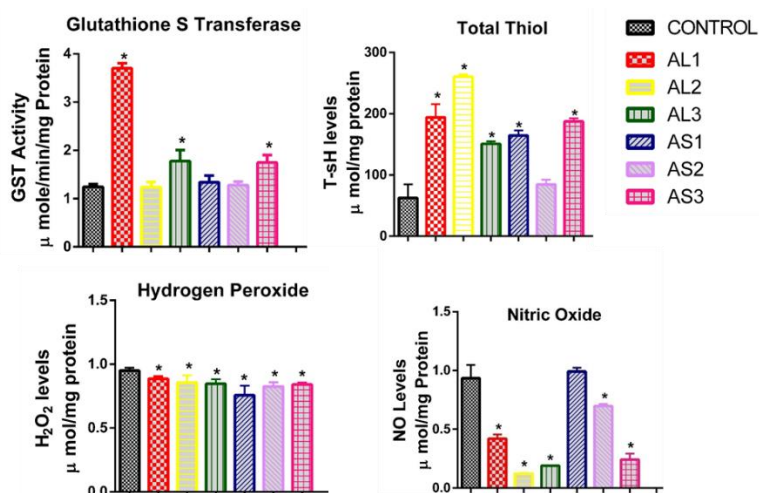 Glutathione S Transferase
GST Activity
μ mole/min/mg Protein
4
3
2
1
0
*
*
*
Total Thiol
T-sH levels
μ mol/mg protein
300
200
100
0
*
*
*
*
*
CONTROL
AL1
AL2
AL3
AS1
AS2
AS3
Hydrogen Peroxide
H₂O₂ levels
μ mol/mg protein
1.5
1.0
0.5
0.0
*
*
*
*
*
*
Nitric Oxide
NO Levels
μ mol/mg Protein
1.5
1.0
0.5
0.0
*
*
*
*
*